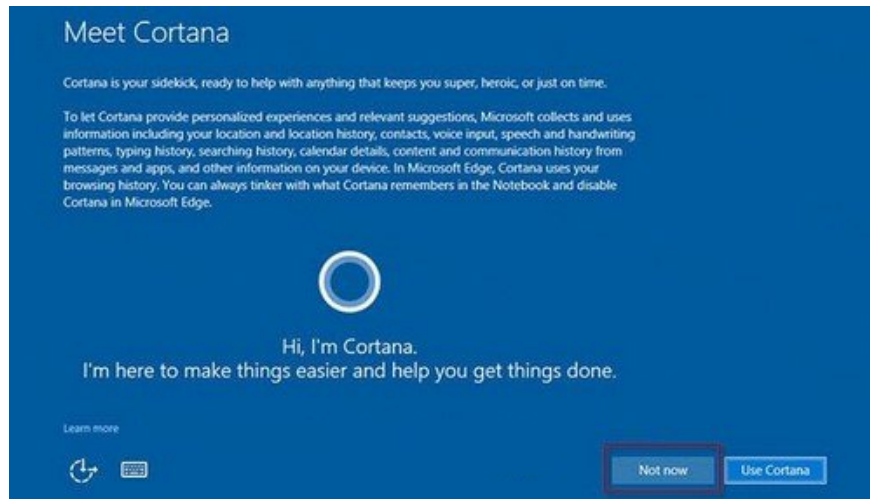 Meet Cortana
Cortana is your sidekick, ready to help with anything that keeps you super, heroic, or just on time.
To let Cortana provide personalized experiences and relevant suggestions, Microsoft collects and uses
information including your location and location history, contacts, voice input, speech and handwriting
patterns, typing history, searching history, calendar details, content and communication history from
messages and apps, and other information on your device. In Microsoft Edge, Cortana uses your
browsing history. You can always tinker with what Cortana remembers in the Notebook and disable
Cortana in Microsoft Edge.
Hi, I'm Cortana.
I'm here to make things easier and help you get things done.
Learn more
Not now
Use Cortana